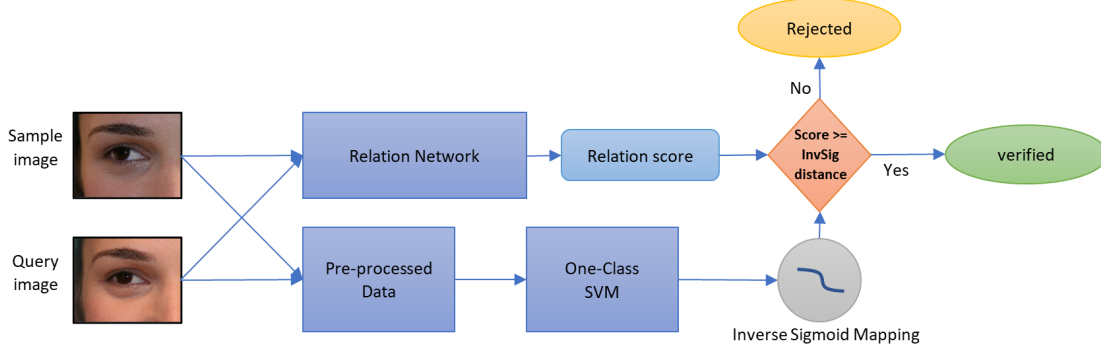 Rejected
No
Sample
image
Relation Network
Relation score
Score >=
InvSig
distance
Yes
verified
Query
image
Pre-processed
Data
One-Class
SVM
Inverse Sigmoid Mapping